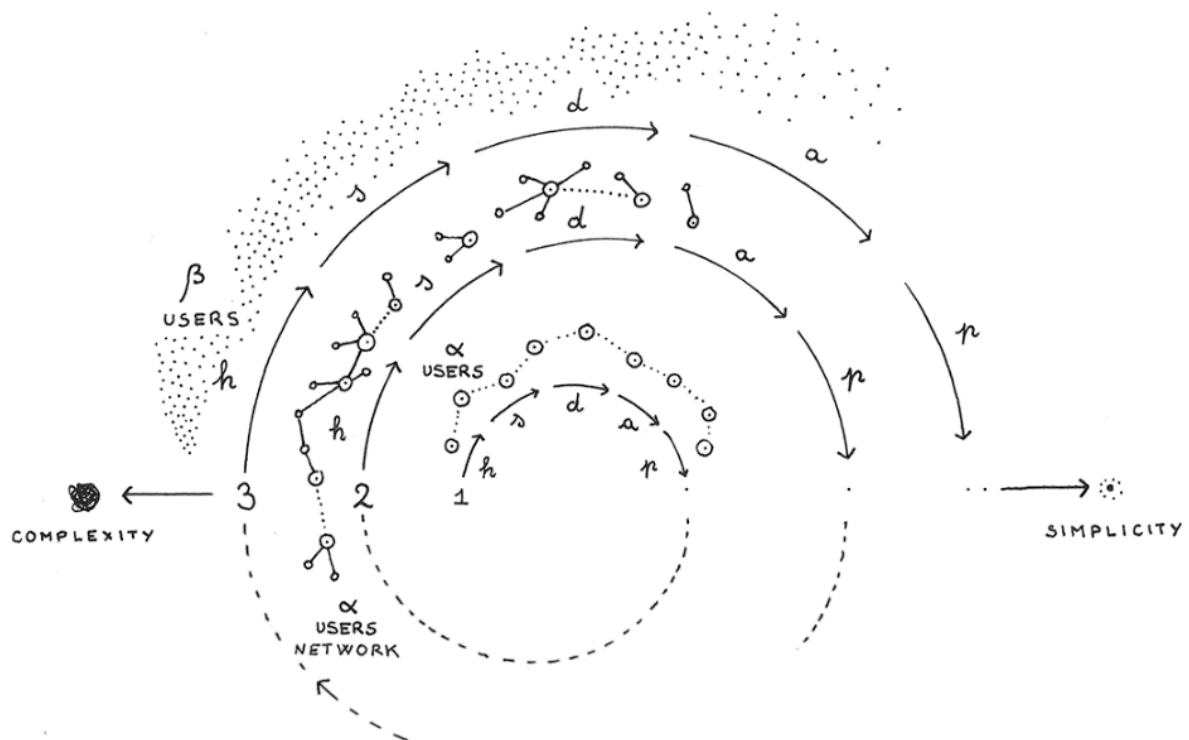 d
a
s
d
a
β
USERS
s
p
h
α
USERS
p
h
s
d
a
h
p
3
2
1
COMPLEXITY
SIMPLICITY
α
USERS
NETWORK